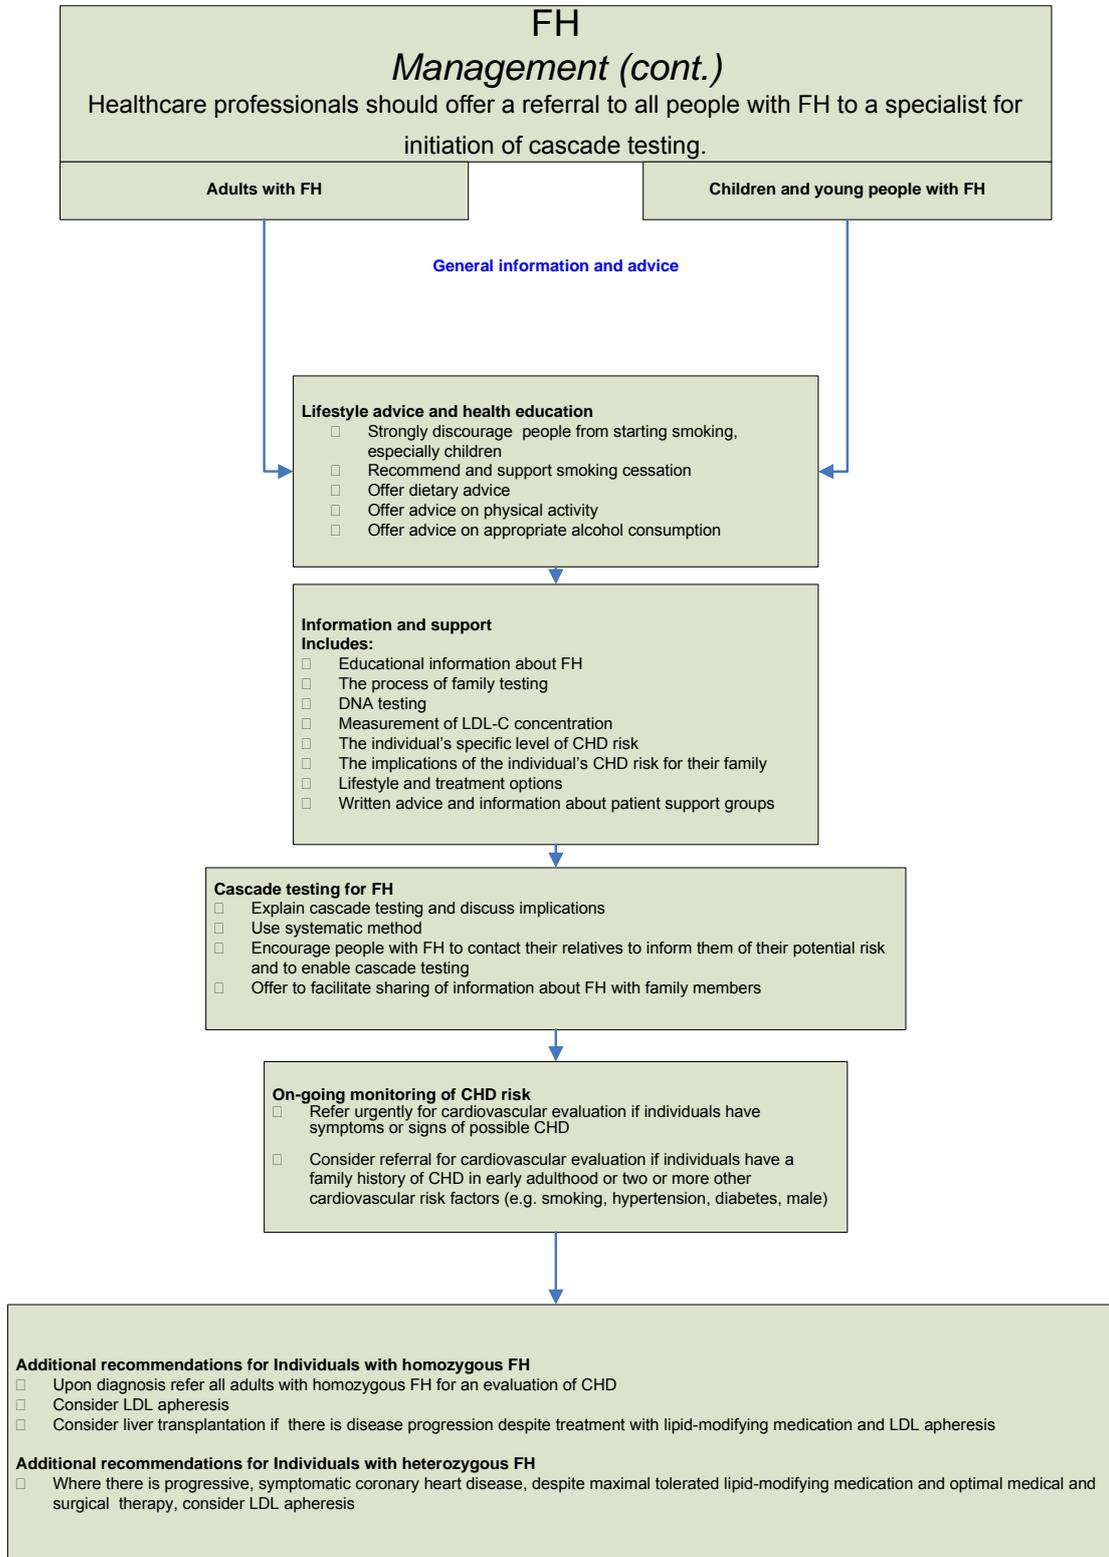 FH
Management (cont.)
Healthcare professionals should offer a referral to all people with FH to a specialist for
initiation of cascade testing.
Adults with FH
Children and young people with FH
General information and advice
Lifestyle advice and health education
Strongly discourage people from starting smoking,
especially children
Recommend and support smoking cessation
Offer dietary advice
Offer advice on physical activity
Offer advice on appropriate alcohol consumption
Information and support
Includes:
Educational information about FH
The process of family testing
DNA testing
Measurement of LDL-C concentration
The individual's specific level of CHD risk
The implications of the individual's CHD risk for their family
Lifestyle and treatment options
Written advice and information about patient support groups
Cascade testing for FH
Explain cascade testing and discuss implications
Use systematic method
Encourage people with FH to contact their relatives to inform them of their potential risk
and to enable cascade testing
Offer to facilitate sharing of information about FH with family members
On-going monitoring of CHD risk
Refer urgently for cardiovascular evaluation if individuals have
symptoms or signs of possible CHD
Consider referral for cardiovascular evaluation if individuals have a
family history of CHD in early adulthood or two or more other
cardiovascular risk factors (e.g. smoking, hypertension, diabetes, male)
Additional recommendations for Individuals with homozygous FH
Upon diagnosis refer all adults with homozygous FH for an evaluation of CHD
Consider LDL apheresis
Consider liver transplantation if there is disease progression despite treatment with lipid-modifying medication and LDL apheresis
Additional recommendations for Individuals with heterozygous FH
Where there is progressive, symptomatic coronary heart disease, despite maximal tolerated lipid-modifying medication and optimal medical and
surgical therapy, consider LDL apheresis